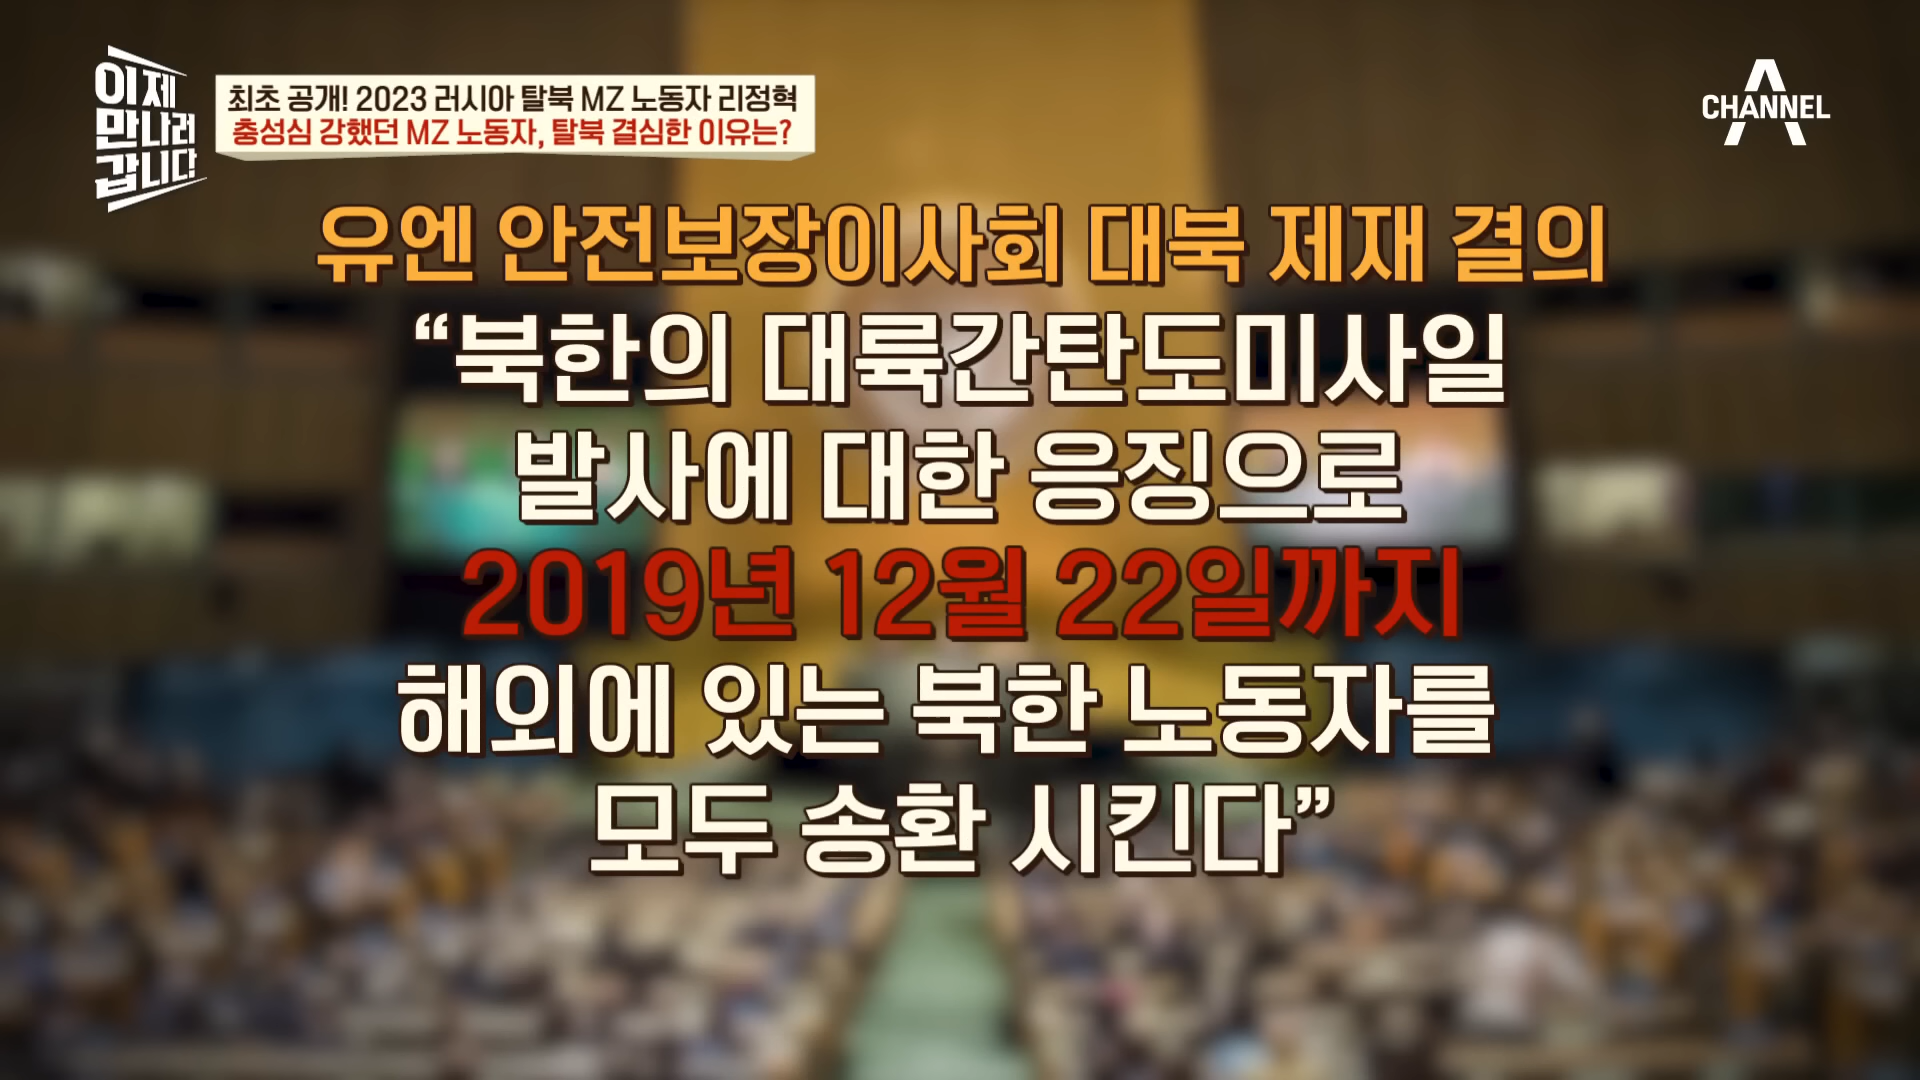 이제
만나러
갑니다
최초 공개! 2023 러시아 탈북 MZ 노동자 리정혁
충성심 강했던 MZ 노동자, 탈북 결심한 이유는?
CHANNEL A
유엔 안전보장이사회 대북 제재 결의
“북한의 대륙간탄도미사일
발사에 대한 응징으로
2019년 12월 22일까지
해외에 있는 북한 노동자를
모두 송환 시킨다”